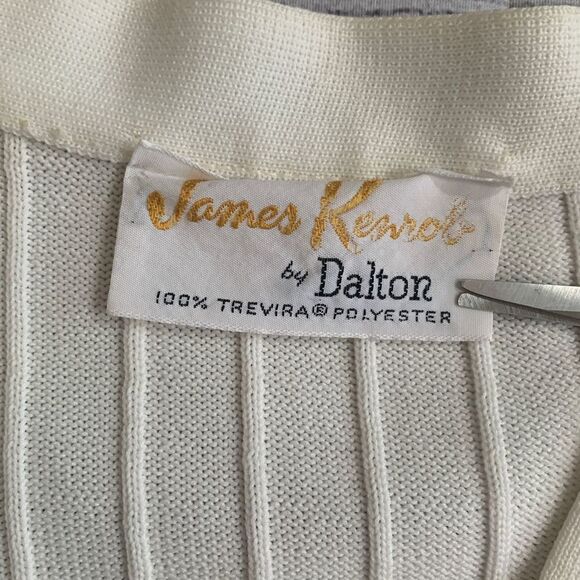 James Kenrob
by Dalton
100% TREVIRA® POLYESTER